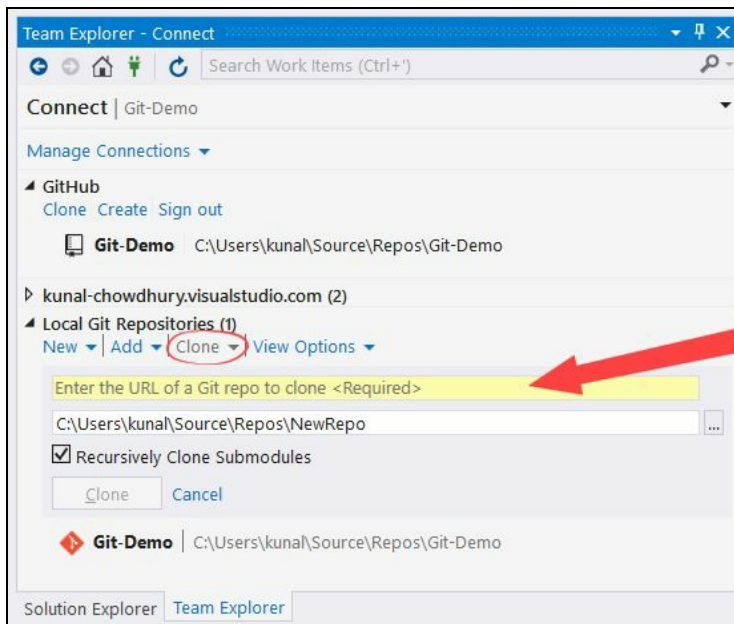 Team Explorer - Connect
Search Work Items (Ctrl+')
Connect | Git-Demo
Manage Connections
GitHub
Clone Create Sign out
Git-Demo C:\Users\kunal\Source\Repos\Git-Demo
kunal-chowdhury.visualstudio.com (2)
Local Git Repositories (1)
New | Add | Clone | View Options
Enter the URL of a Git repo to clone <Required>
C:\Users\kunal\Source\Repos\NewRepo ...
Recursively Clone Submodules
Clone Cancel
Git-Demo | C:\Users\kunal\Source\Repos\Git-Demo
Solution Explorer Team Explorer